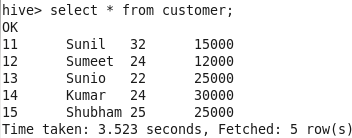 hive> select * from customer;
OK
11 Sunil 32 15000
12 Sumeet 24 12000
13 Sunio 22 25000
14 Kumar 24 30000
15 Shubham 25 25000
Time taken: 3.523 seconds, Fetched: 5 row(s)